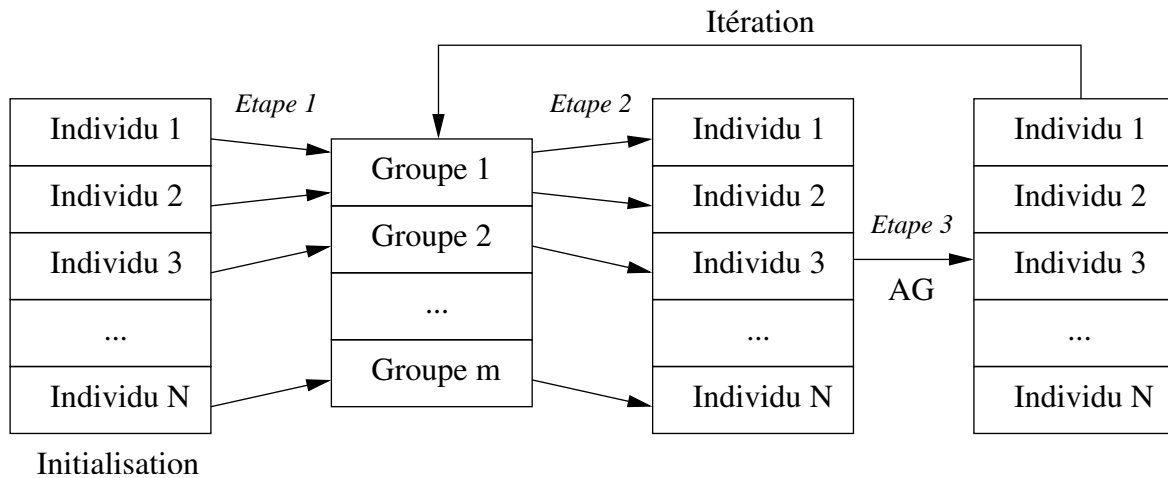 Itération
Etape 1
Etape 2
Individu 1
Individu 2
Individu 3
...
Individu N
Initialisation
Groupe 1
Groupe 2
...
Groupe m
Individu 1
Individu 2
Individu 3
...
Individu N
Etape 3
AG
Individu 1
Individu 2
Individu 3
...
Individu N